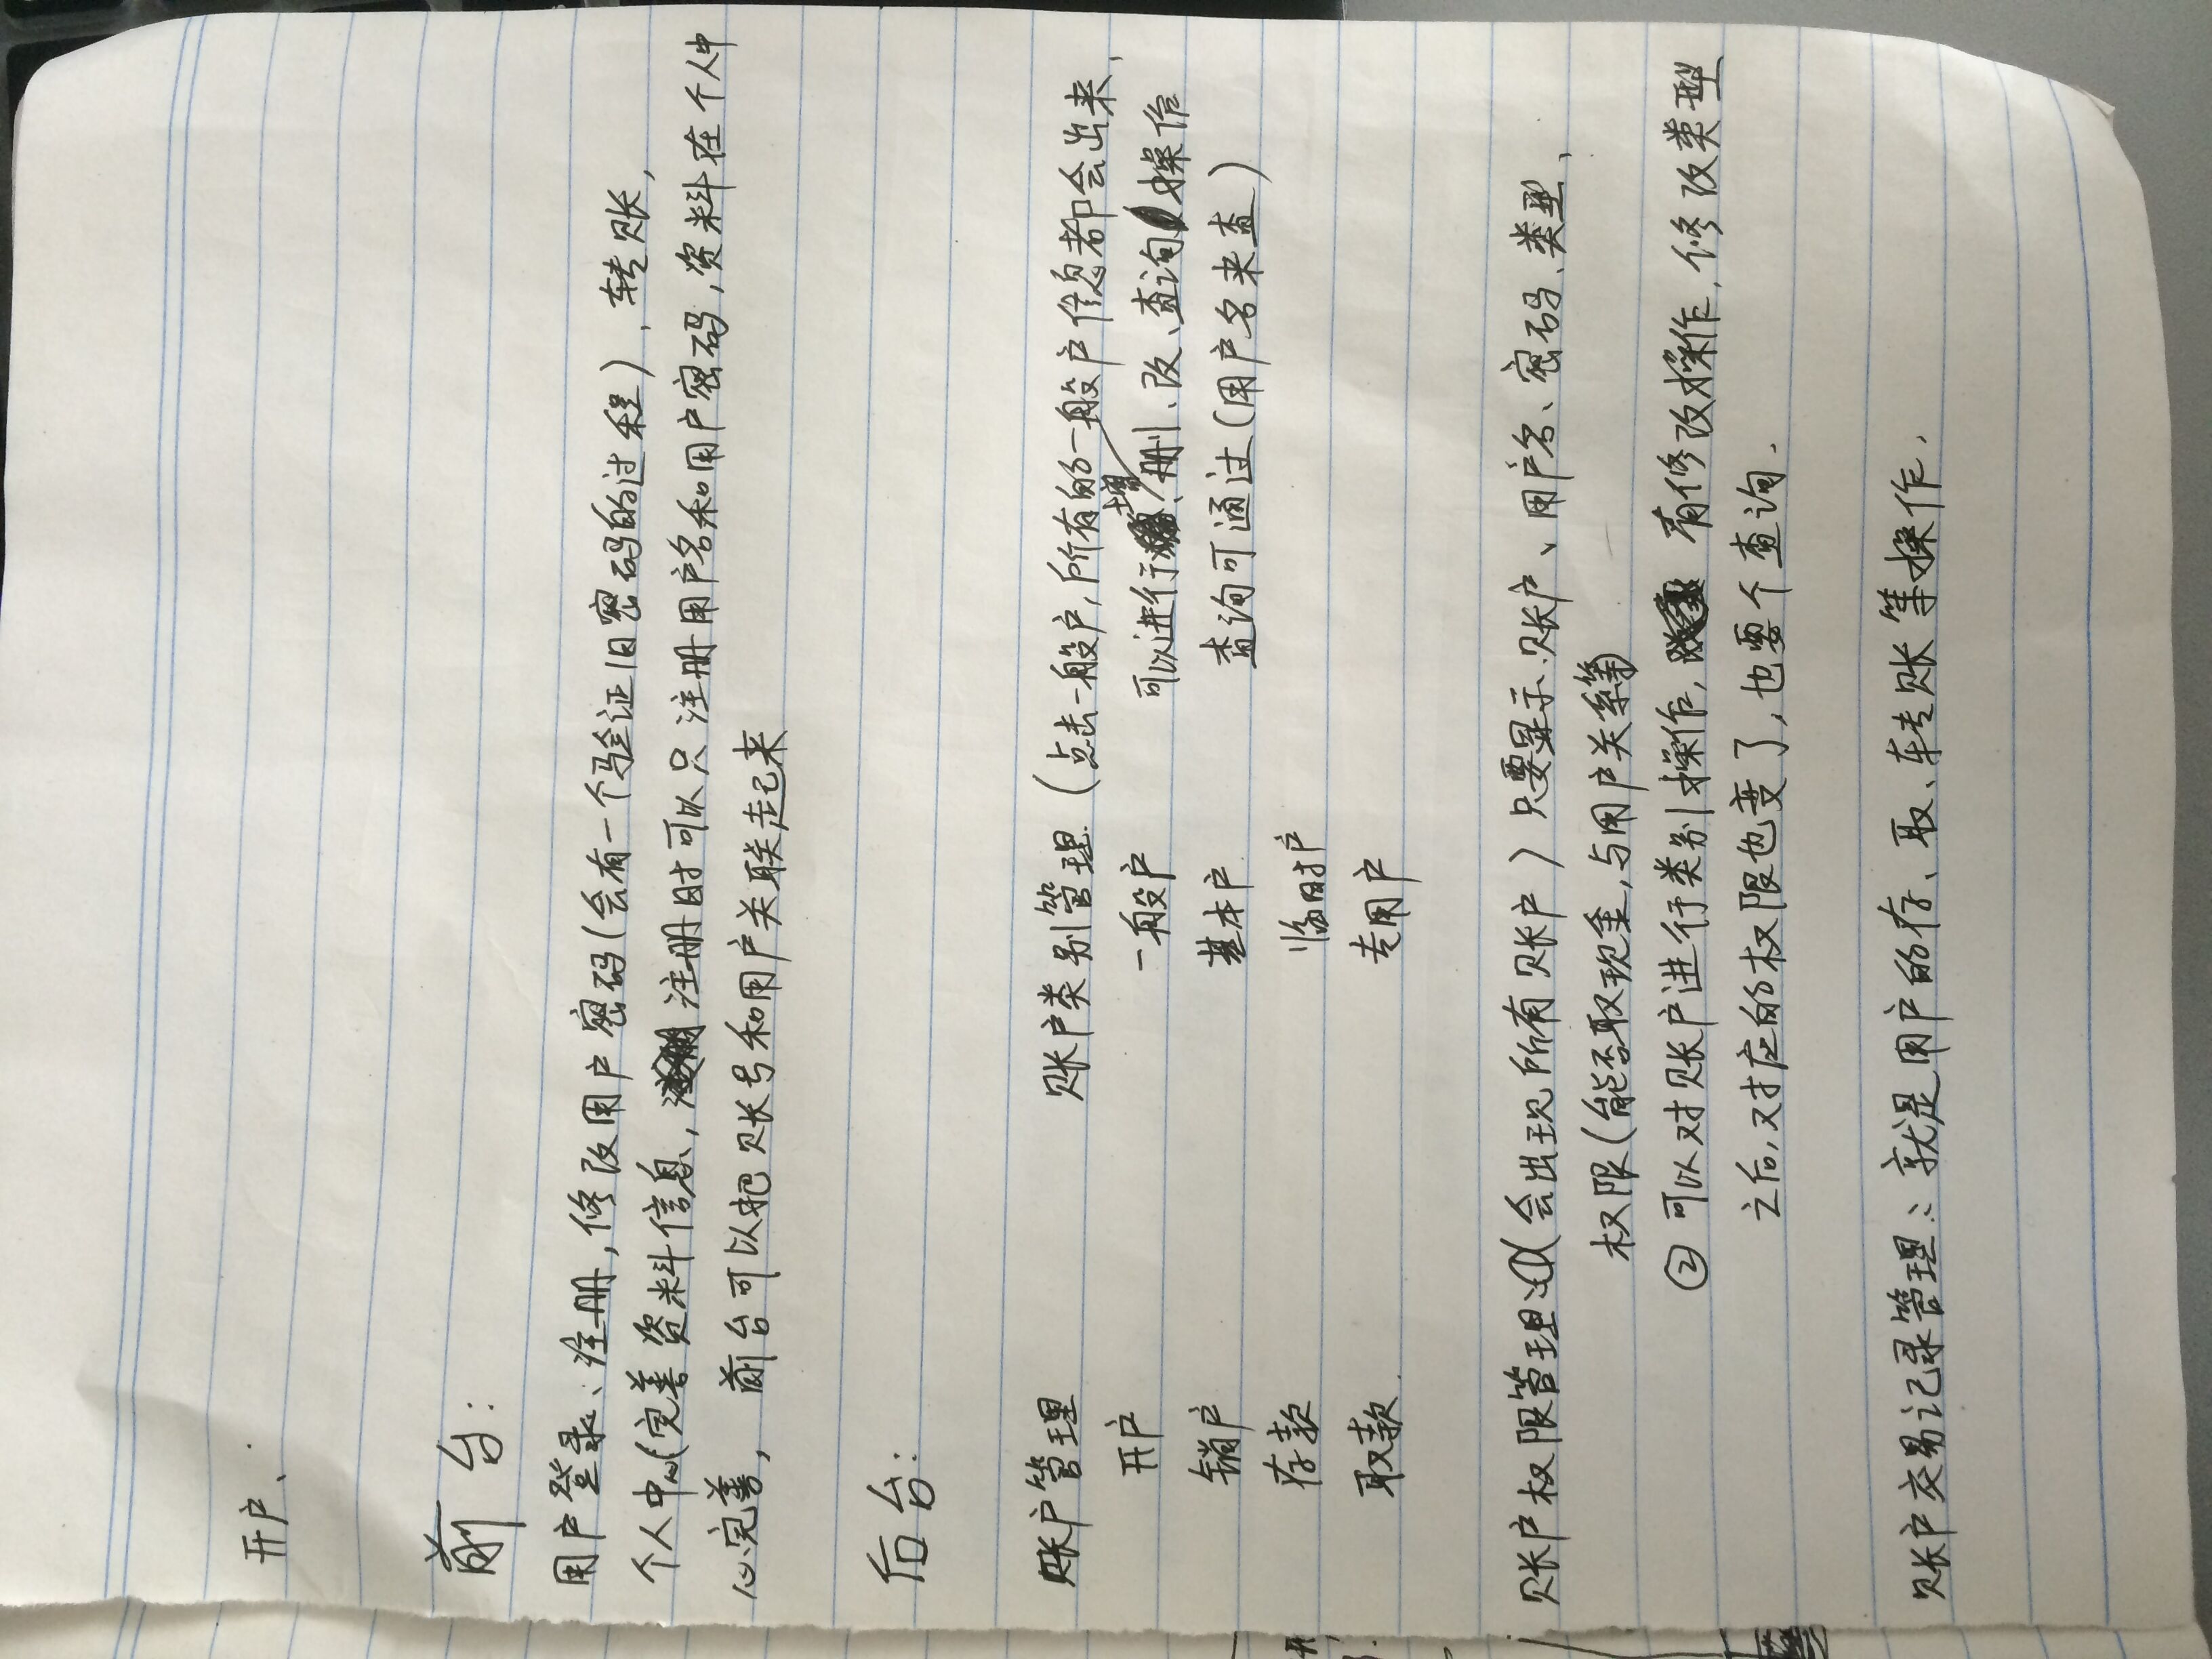 开户、
前台:
用户登录、注册,修改用户密码(会有一个验证旧密码的过程)、转账,
个人中心(完善资料信息,注册时可以只注册用户名和用户密码,资料在个人中
心完善,前台可以把账号和用户关联起来
后台:
账户管理 账户类别管理(点击一般户,所有的一般户信息都会出来,
开户 一般户 可以进行增、删、改、查询操作
销户 基本户 查询可通过(用户名来查)
存款 临时户
取款 专用户
账户权限管理:(会出现所有账户)只要显示:账户、用户名、密码、类型、
权限(能否取现金,与用户关系等)
② 可以对账户进行类别操作,有修改操作,修改类型
之后,对应的权限也变了,也要个查询.
账户交易记录管理:就是用户的存、取、转账等操作.